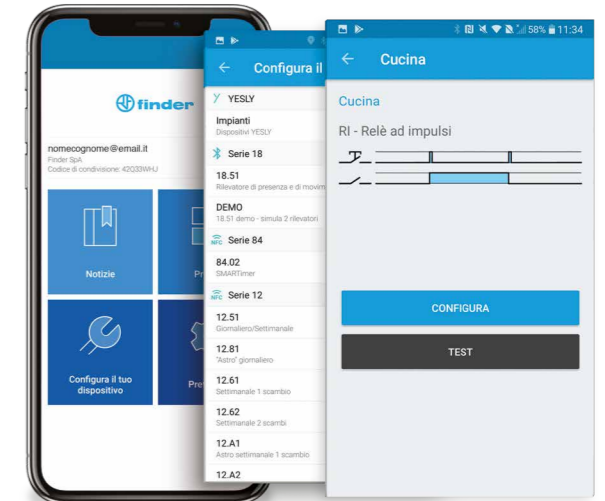 finder
nomecognome@email.it
Finder SpA
Codice di condivisione: 42Q33WHJ
Notizie
Pr
Configura il tuo
dispositivo
Pre
Configura il
YESLY
Impianti
Dispositivi YESLY
Serie 18
18.51
Rilevatore di presenza e di movim
DEMO
18.51 demo - simula 2 rilevatori
NFC Serie 84
84.02
SMARTimer
NFC Serie 12
12.51
Giornaliero/Settimanale
12.81
"Astro" giornaliero
12.61
Settimanale 1 scambio
12.62
Settimanale 2 scambi
12.A1
Astro settimanale 1 scambio
12.A2
58% 11:34
Cucina
Cucina
RI - Relè ad impulsi
CONFIGURA
TEST